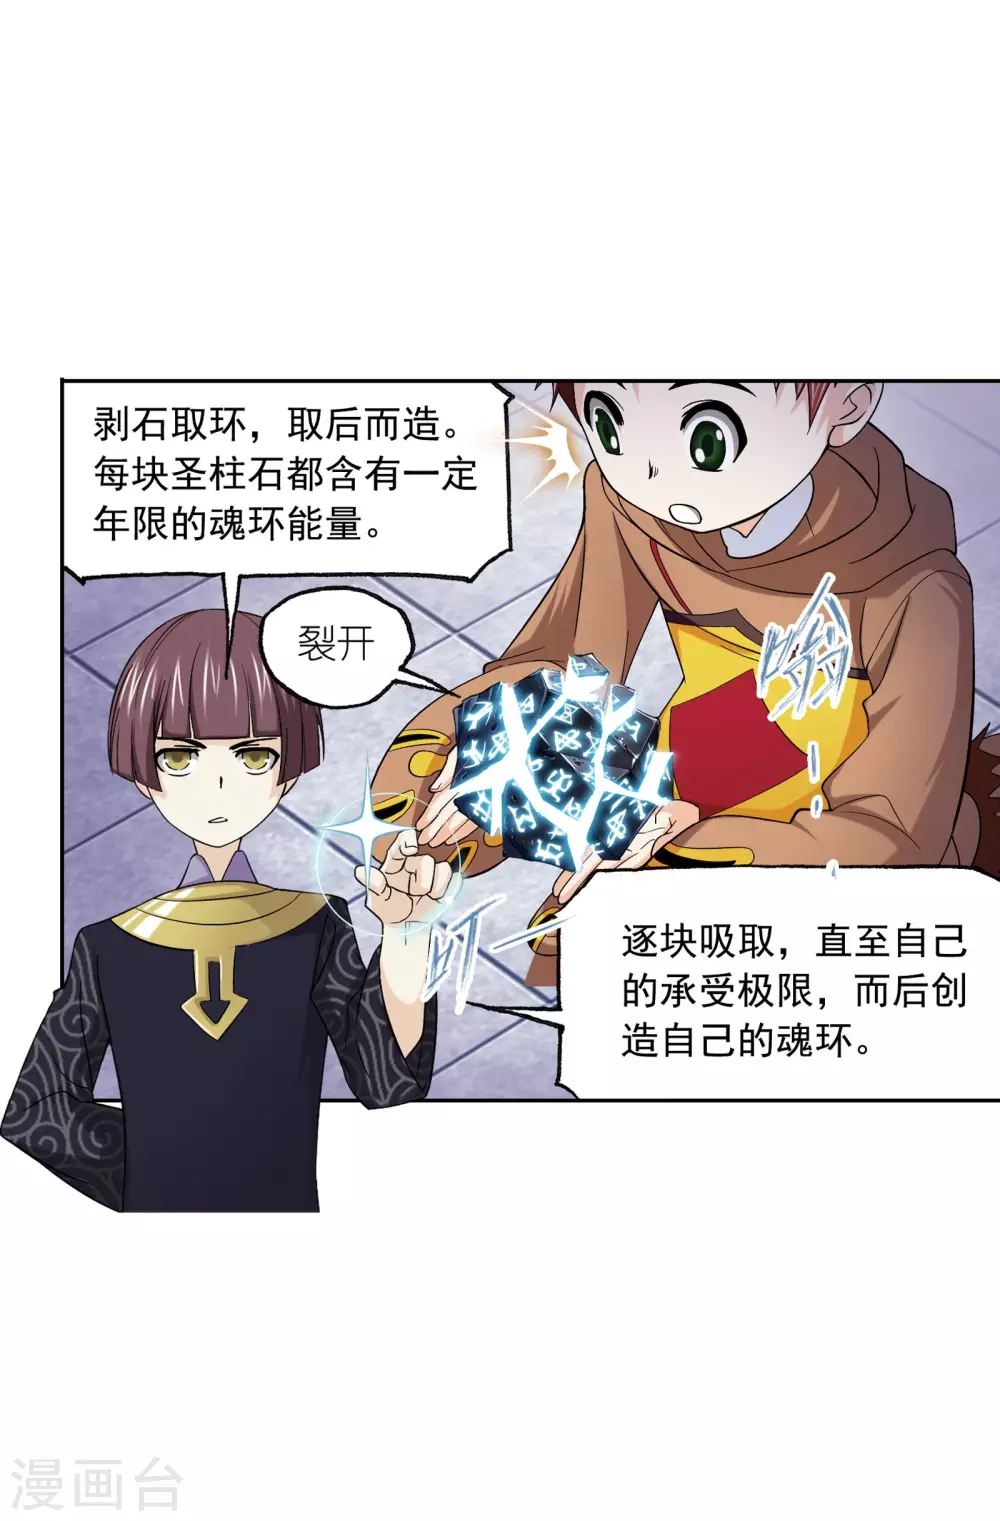 剥石取环，取后而造。
每块圣柱石都含有一定
年限的魂环能量。
裂开
嗡
叮
逐块吸取，直至自己
的承受极限，而后创
造自己的魂环。
漫画台